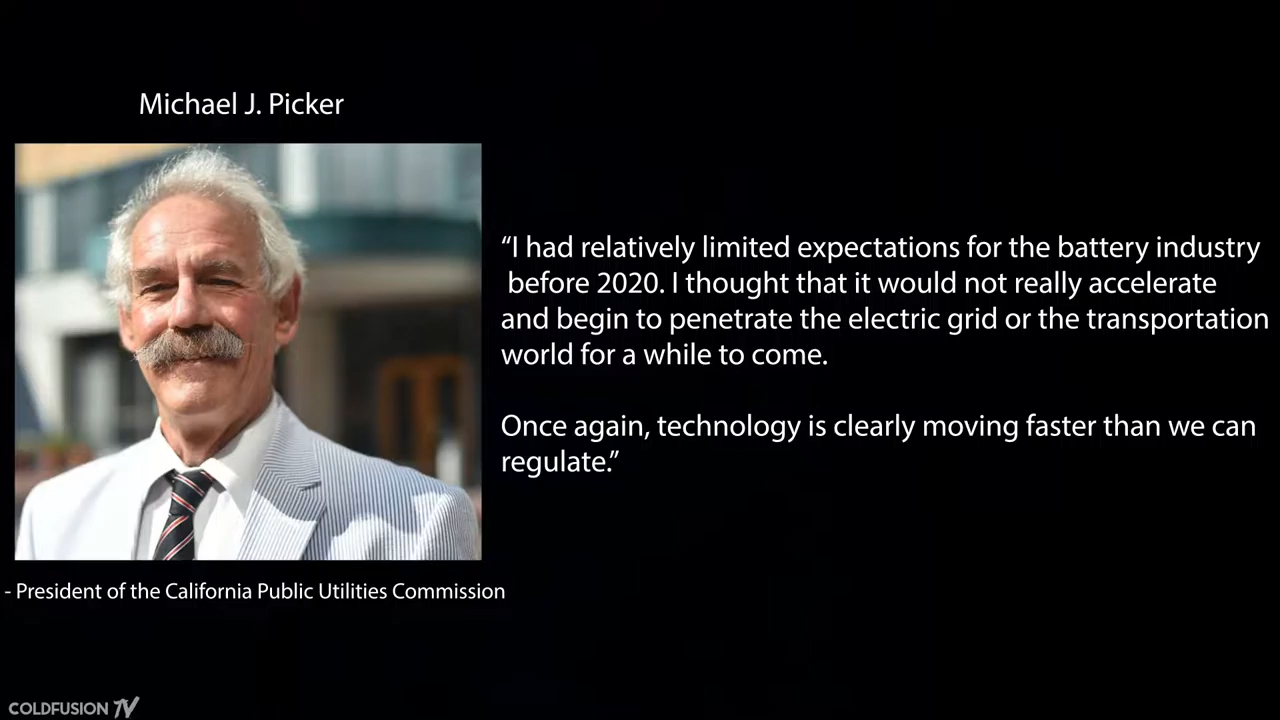 Michael J. Picker
“I had relatively limited expectations for the battery industry
before 2020. I thought that it would not really accelerate
and begin to penetrate the electric grid or the transportation
world for a while to come.
Once again, technology is clearly moving faster than we can
regulate.”
- President of the California Public Utilities Commission
COLDFUSION TV